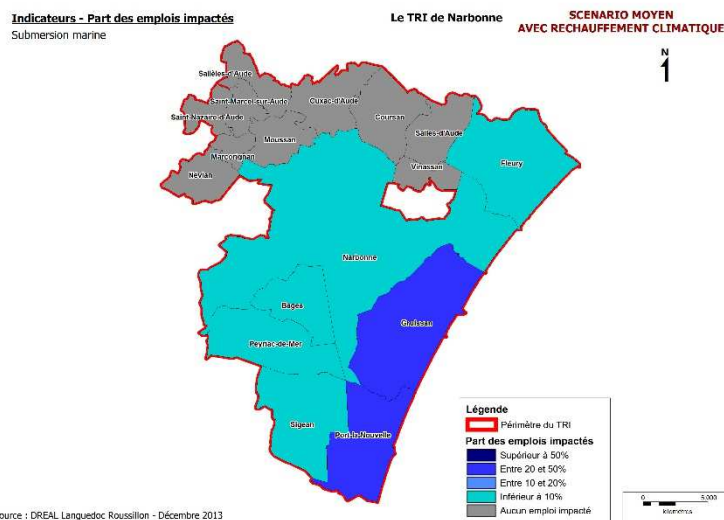 Indicateurs - Part des emplois impactés
Submersion marine
Le TRI de Narbonne
SCENARIO MOYEN
AVEC RECHAUFFEMENT CLIMATIQUE
N
Sallèles-d'Aude
Saint-Marcel-sur-Aude
Cuxac-d'Aude
Saint-Nazaire-d'Aude
Coursan
Moussan
Salles-d'Aude
Marcorignan
Vinassan
Fleury
Névian
Narbonne
Bages
Gruissan
Peyriac-de-Mer
Sigean
Port-la-Nouvelle
Légende
Périmètre du TRI
Part des emplois impactés
Supérieur à 50%
Entre 20 et 50%
Entre 10 et 20%
Inférieur à 10%
Aucun emploi impacté
0 5,000
kilomètres
ource : DREAL Languedoc Roussillon - Décembre 2013